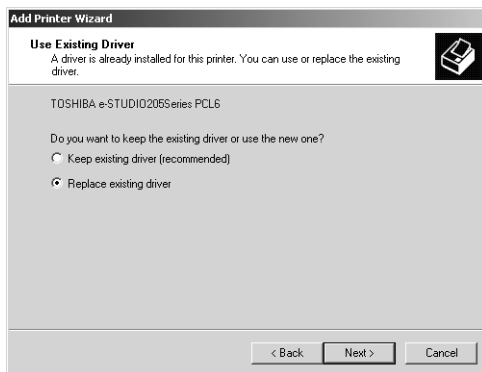 Add Printer Wizard
Use Existing Driver
A driver is already installed for this printer. You can use or replace the existing
driver.
TOSHIBA e-STUDIO205Series PCL6
Do you want to keep the existing driver or use the new one?
Keep existing driver (recommended)
Replace existing driver
< Back
Next >
Cancel